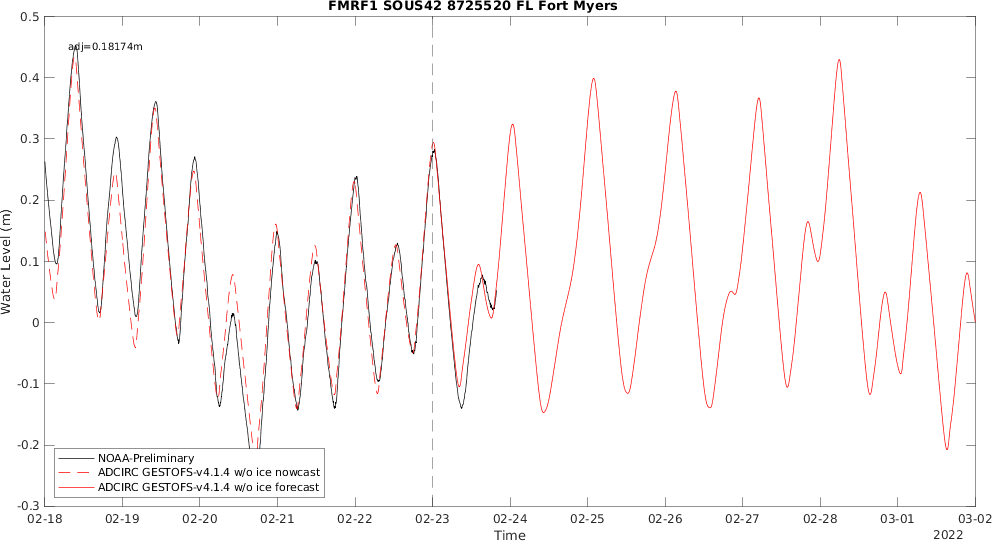 FMRF1 SOUS42 8725520 FL Fort Myers
adj=0.18174m
0.5
0.4
0.3
0.2
0.1
0
-0.1
-0.2
-0.3
Water Level (m)
NOAA-Preliminary
ADCIRC GESTOFS-v4.1.4 w/o ice nowcast
ADCIRC GESTOFS-v4.1.4 w/o ice forecast
02-18 02-19 02-20 02-21 02-22 02-23 02-24 02-25 02-26 02-27 02-28 03-01 03-02
Time
2022